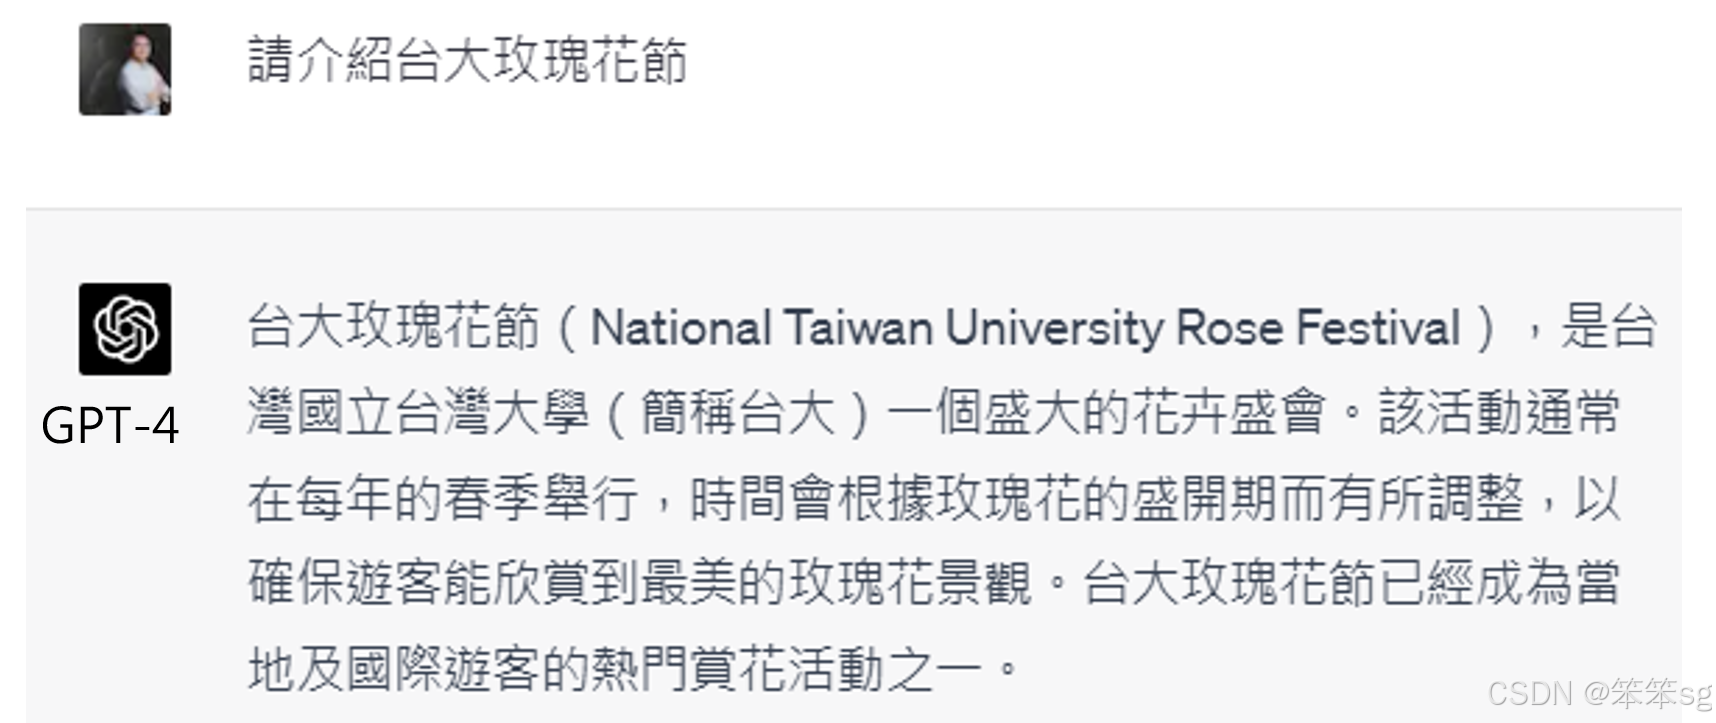 請介紹台大玫瑰花節
台大玫瑰花節（National Taiwan University Rose Festival），是台
GPT-4
灣國立台灣大學（簡稱台大）一個盛大的花卉盛會。該活動通常
在每年的春季舉行，時間會根據玫瑰花的盛開期而有所調整，以
確保遊客能欣賞到最美的玫瑰花景觀。台大玫瑰花節已經成為當
地及國際遊客的熱門賞花活動之一。
CSDN @笨笨sg